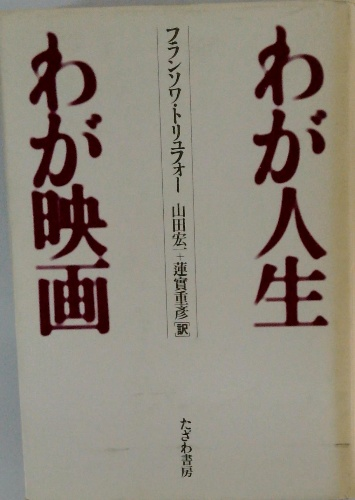 わが人生
わが映画
フランソワ・トリュフォー 山田宏一+蓮實重彥[訳]
たざわ書房